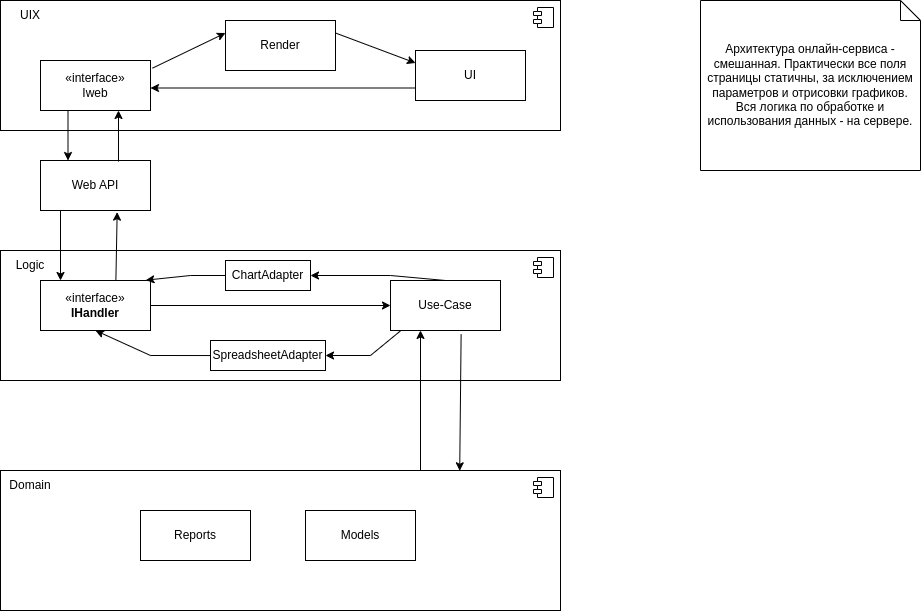 UIX
Render
UI
«interface»
Iweb
Web API
Logic
ChartAdapter
«interface»
IHandler
Use-Case
SpreadsheetAdapter
Domain
Reports
Models
Архитектура онлайн-сервиса -
смешанная. Практически все поля
страницы статичны, за исключением
параметров и отрисовки графиков.
Вся логика по обработке и
использования данных - на сервере.